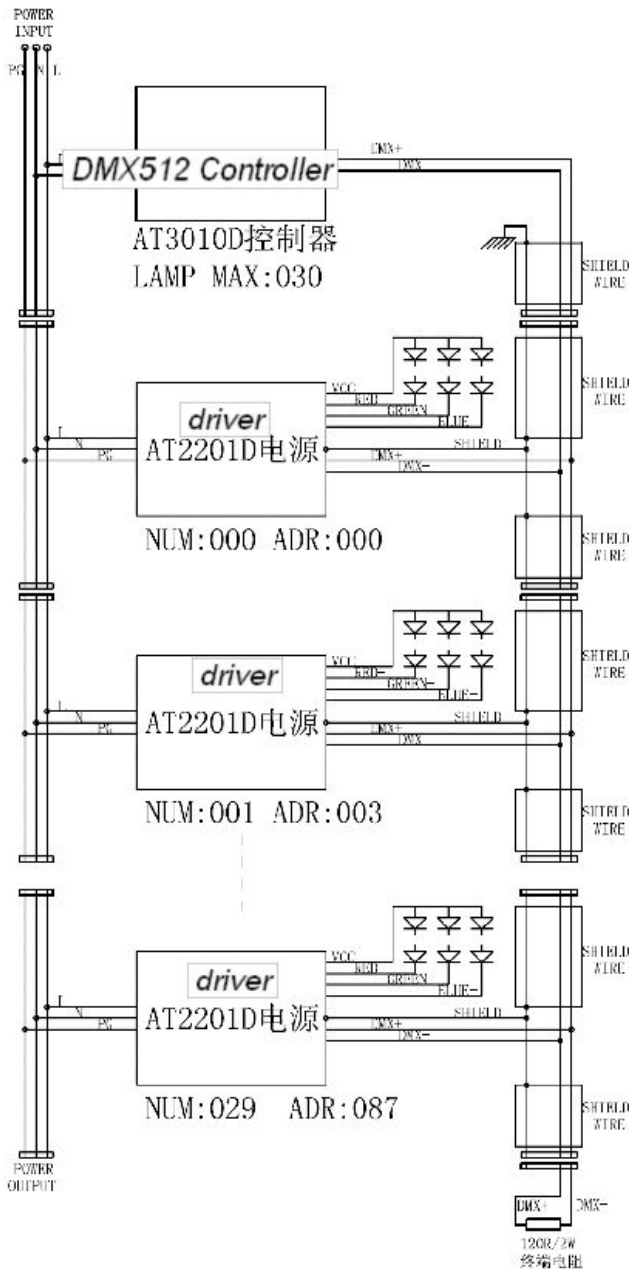 POWER
INPUT
PG N L
L
DMX+
DMX
DMX512 Controller
AT3010D控制器
LAMP MAX:030
SHIELD
WIRE
VCC
RED
GREEN
BLUE
SHIELD
WIRE
driver
L
N
PG
AT2201D电源
SHIELD
DMX+
DMX-
NUM:000 ADR:000
SHIELD
WIRE
VCC
RED-
GREEN-
BLUE-
SHIELD
WIRE
driver
L
N
PG
AT2201D电源
SHIELD
DMX+
DMX
NUM:001 ADR:003
SHIELD
WIRE
VCC
RED
GREEN
BLUE-
SHIELD
WIRE
driver
L
N
PG
AT2201D电源
SHIELD
DMX+
DMX-
NUM:029 ADR:087
SHIELD
WIRE
POWER
OUTPUT
DMX+ DMX-
120R/2W
终端电阻